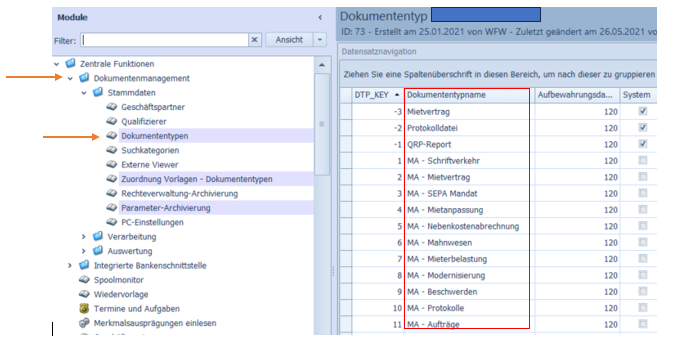 Module
Filter:
Ansicht
Zentrale Funktionen
Dokumentenmanagement
Stammdaten
Geschäftspartner
Qualifizierer
Dokumententypen
Suchkategorien
Externe Viewer
Zuordnung Vorlagen - Dokumententypen
Rechteverwaltung-Archivierung
Parameter-Archivierung
PC-Einstellungen
Verarbeitung
Auswertung
Integrierte Bankenschnittstelle
Spoolmonitor
Wiedervorlage
Termine und Aufgaben
Merkmalsausprägungen einlesen
Dokumententyp
ID: 73 - Erstellt am 25.01.2021 von WFW - Zuletzt geändert am 26.05.2021 vo
Datensatznavigation
Ziehen Sie eine Spaltenüberschrift in diesen Bereich, um nach dieser zu gruppieren
DTP_KEY Dokumententypname Aufbewahrungsda... System
-3 Mietvertrag 120
-2 Protokolldatei 120
-1 QRP-Report 120
1 MA - Schriftverkehr 120
2 MA - Mietvertrag 120
3 MA - SEPA Mandat 120
4 MA - Mietanpassung 120
5 MA - Nebenkostenabrechnung 120
6 MA - Mahnwesen 120
7 MA - Mieterbelastung 120
8 MA - Modernisierung 120
9 MA - Beschwerden 120
10 MA - Protokolle 120
11 MA - Aufträge 120